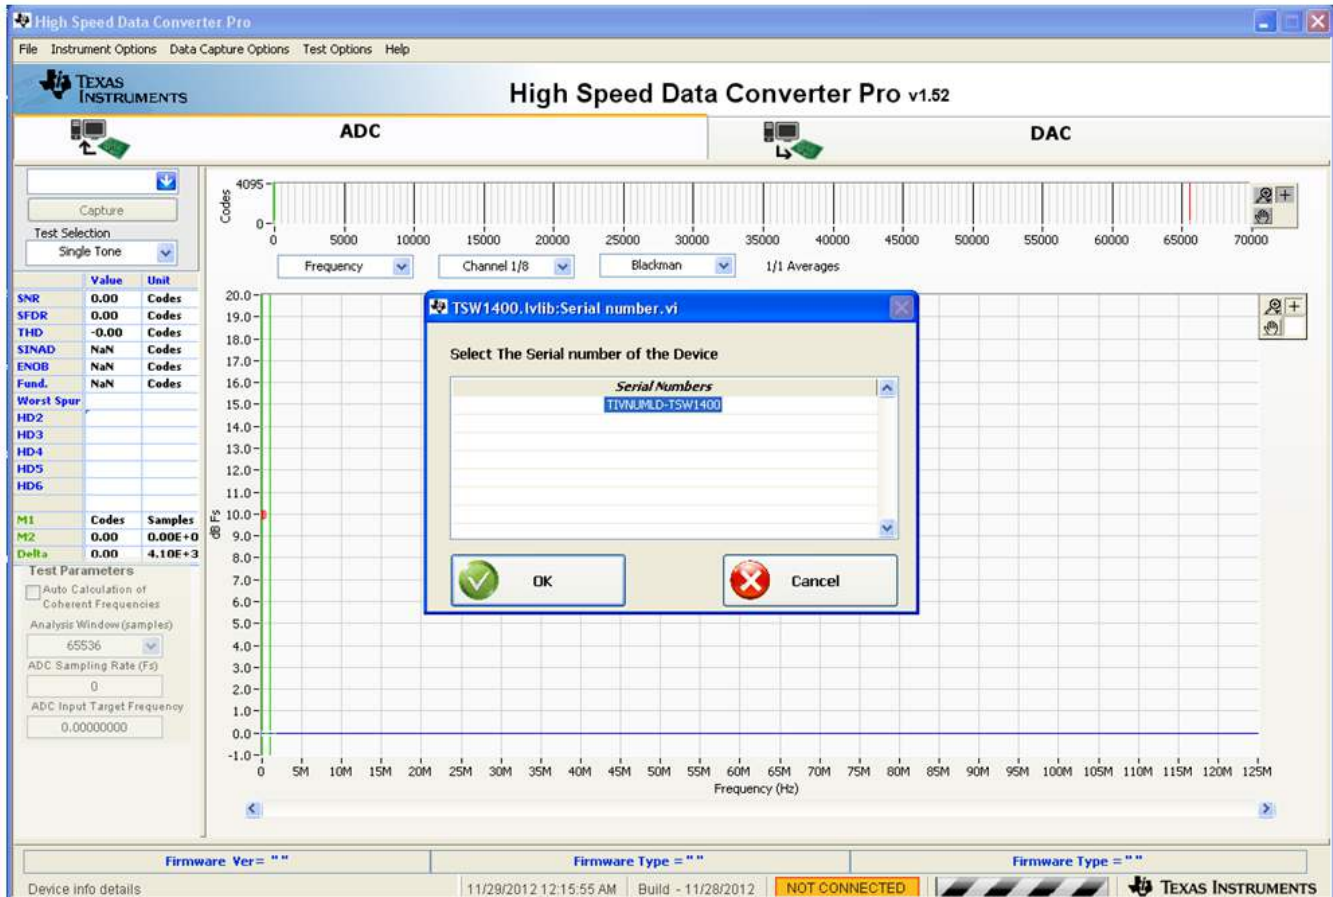 High Speed Data Converter Pro
File Instrument Options Data Capture Options Test Options Help
TEXAS
INSTRUMENTS
High Speed Data Converter Pro v1.52
ADC
DAC
Capture
Test Selection
Single Tone
Value Unit
SNR 0.00 Codes
SFDR 0.00 Codes
THD -0.00 Codes
SINAD NaN Codes
ENOB NaN Codes
Fund. NaN Codes
Worst Spur
HD2
HD3
HD4
HD5
HD6
M1 Codes Samples
M2 0.00 0.00E+0
Delta 0.00 4.10E+3
Test Parameters
Auto Calculation of
Coherent Frequencies
Analysis Window (samples)
65536
ADC Sampling Rate (Fs)
0
ADC Input Target Frequency
0.00000000
Codes
4095
0
0 5000 10000 15000 20000 25000 30000 35000 40000 45000 50000 55000 60000 65000 70000
Frequency Channel 1/8 Blackman 1/1 Averages
dB Fs
20.0
19.0
18.0
17.0
16.0
15.0
14.0
13.0
12.0
11.0
10.0
9.0
8.0
7.0
6.0
5.0
4.0
3.0
2.0
1.0
0.0
-1.0
0 5M 10M 15M 20M 25M 30M 35M 40M 45M 50M 55M 60M 65M 70M 75M 80M 85M 90M 95M 100M 105M 110M 115M 120M 125M
Frequency (Hz)
TSW1400.lvlib:Serial number.vi
Select The Serial number of the Device
Serial Numbers
TIVNUMLD-TSW1400
OK
Cancel
Firmware Ver= " " Firmware Type = " " Firmware Type = " "
Device info details 11/29/2012 12:15:55 AM Build - 11/28/2012 NOT CONNECTED TEXAS INSTRUMENTS